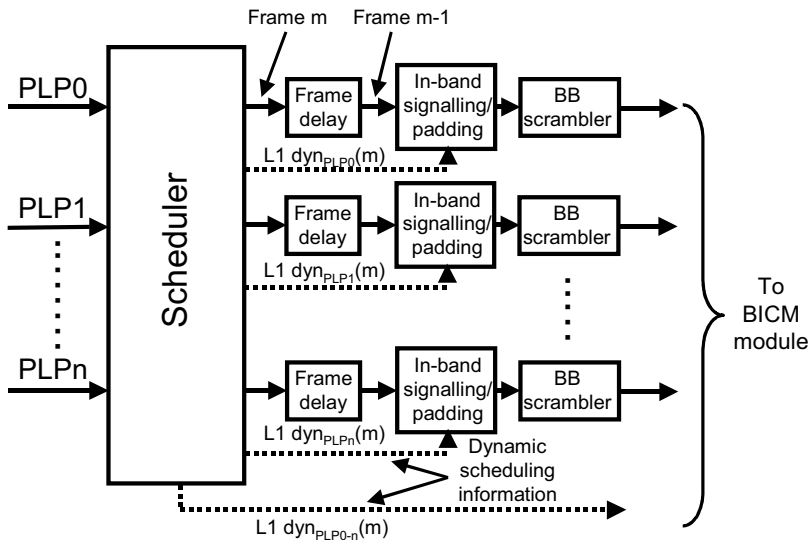 Frame m
Frame m-1
PLP0
Frame
delay
In-band
signalling/
padding
BB
scrambler
L1 dynPLP0(m)
PLP1
Frame
delay
In-band
signalling/
padding
BB
scrambler
L1 dynPLP1(m)
Scheduler
To
BICM
module
PLPn
Frame
delay
In-band
signalling/
padding
BB
scrambler
L1 dynPLPn(m)
Dynamic
scheduling
information
L1 dynPLP0-n(m)